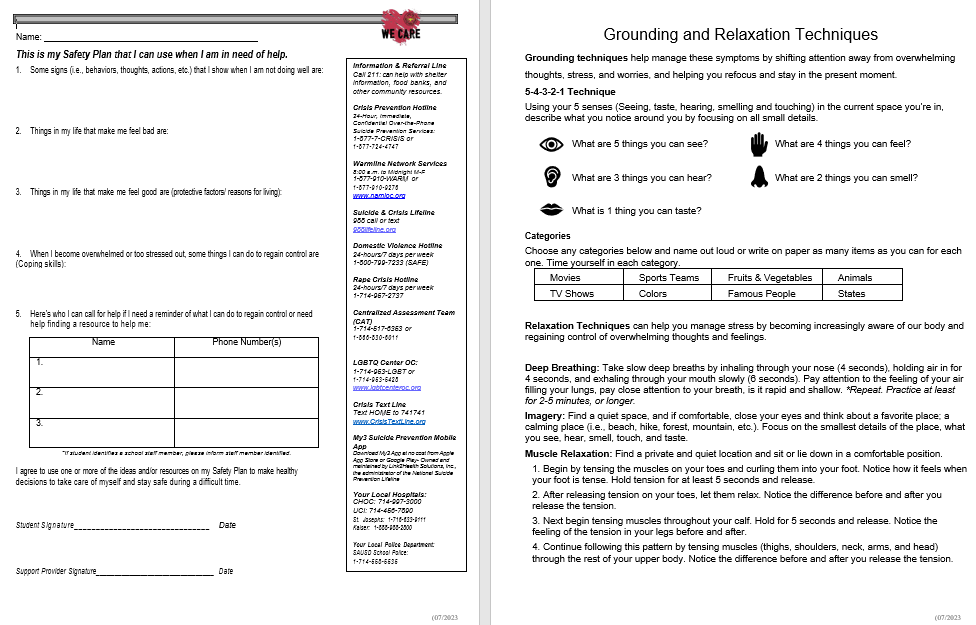 WE CARE
Name:
This is my Safety Plan that I can use when I am in need of help.
1. Some signs (i.e., behaviors, thoughts, actions, etc.) that I show when I am not doing well are:
2. Things in my life that make me feel bad are:
3. Things in my life that make me feel good are (protective factors/ reasons for living):
4. When I become overwhelmed or too stressed out, some things I can do to regain control are
(Coping skills):
5. Here's who I can call for help if I need a reminder of what I can do to regain control or need
help finding a resource to help me:
Name Phone Number(s)
1.
2.
3.
*If student identifies a school staff member, please inform staff member identified.
I agree to use one or more of the ideas and/or resources on my Safety Plan to make healthy
decisions to take care of myself and stay safe during a difficult time.
Student Signature Date
Support Provider Signature Date
Information & Referral Line
Call 211: can help with shelter
information, food banks, and
other community resources.
Crisis Prevention Hotline
24-Hour, Immediate,
Confidential Over-the-Phone
Suicide Prevention Services:
1-877-7-CRISIS or
1-877-724-4747
Warmline Network Services
8:00 a.m. to Midnight M-F
1-877-910-WARM or
1-877-910-9276
www.namioc.org
Suicide & Crisis Lifeline
988 call or text
988lifeline.org
Domestic Violence Hotline
24-hours/7 days per week
1-800-799-7233 (SAFE)
Rape Crisis Hotline
24-hours/7 days per week
1-714-957-2737
Centralized Assessment Team
(CAT)
1-714-517-6353 or
1-866-830-6011
LGBTQ Center OC:
1-714-953-LGBT or
1-714-953-5428
www.lgbtcenteroc.org
Crisis Text Line
Text HOME to 741741
www.CrisisTextLine.org
My3 Suicide Prevention Mobile
App
Download My3 App at no cost from Apple
App Store or Google Play- Owned and
maintained by Link2Health Solutions, Inc.,
the administrator of the National Suicide
Prevention Lifeline
Your Local Hospitals:
CHOC: 714-997-3000
UCI: 714-456-7890
St. Josephs: 1-716-633-9111
Kaiser: 1-888-988-2800
Your Local Police Department:
SAUSD School Police:
1-714-558-5535
(07/2023
Grounding and Relaxation Techniques
Grounding techniques help manage these symptoms by shifting attention away from overwhelming
thoughts, stress, and worries, and helping you refocus and stay in the present moment.
5-4-3-2-1 Technique
Using your 5 senses (Seeing, taste, hearing, smelling and touching) in the current space you're in,
describe what you notice around you by focusing on all small details.
What are 5 things you can see? What are 4 things you can feel?
What are 3 things you can hear? What are 2 things you can smell?
What is 1 thing you can taste?
Categories
Choose any categories below and name out loud or write on paper as many items as you can for each
one. Time yourself in each category.
Movies Sports Teams Fruits & Vegetables Animals
TV Shows Colors Famous People States
Relaxation Techniques can help you manage stress by becoming increasingly aware of our body and
regaining control of overwhelming thoughts and feelings.
Deep Breathing: Take slow deep breaths by inhaling through your nose (4 seconds), holding air in for
4 seconds, and exhaling through your mouth slowly (6 seconds). Pay attention to the feeling of your air
filling your lungs, pay close attention to your breath, is it rapid and shallow. *Repeat. Practice at least
for 2-5 minutes, or longer.
Imagery: Find a quiet space, and if comfortable, close your eyes and think about a favorite place; a
calming place (i.e., beach, hike, forest, mountain, etc.). Focus on the smallest details of the place, what
you see, hear, smell, touch, and taste.
Muscle Relaxation: Find a private and quiet location and sit or lie down in a comfortable position.
1. Begin by tensing the muscles on your toes and curling them into your foot. Notice how it feels when
your foot is tense. Hold tension for at least 5 seconds and release.
2. After releasing tension on your toes, let them relax. Notice the difference before and after you
release the tension.
3. Next begin tensing muscles throughout your calf. Hold for 5 seconds and release. Notice the
feeling of the tension in your legs before and after.
4. Continue following this pattern by tensing muscles (thighs, shoulders, neck, arms, and head)
through the rest of your upper body. Notice the difference before and after you release the tension.
(07/2023